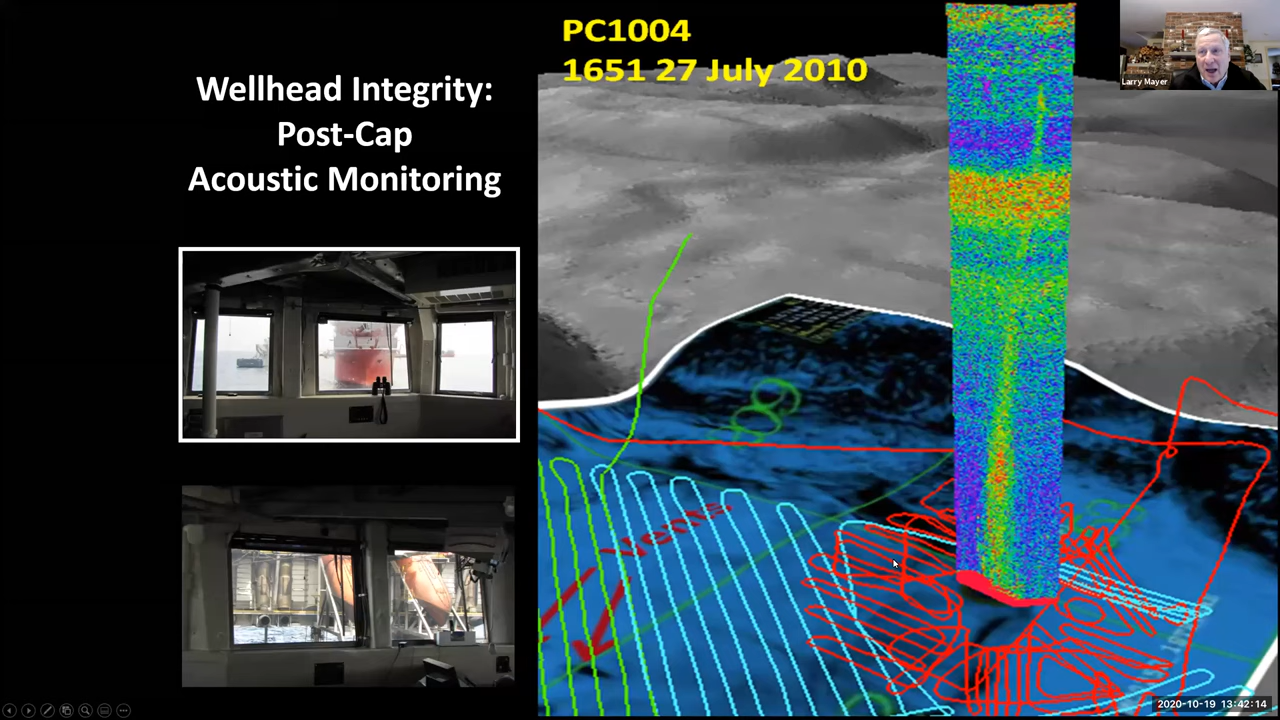 Wellhead Integrity:
Post-Cap
Acoustic Monitoring
PC1004
1651 27 July 2010
Larry Mayer
Vents
2020-10-19 13:42:14